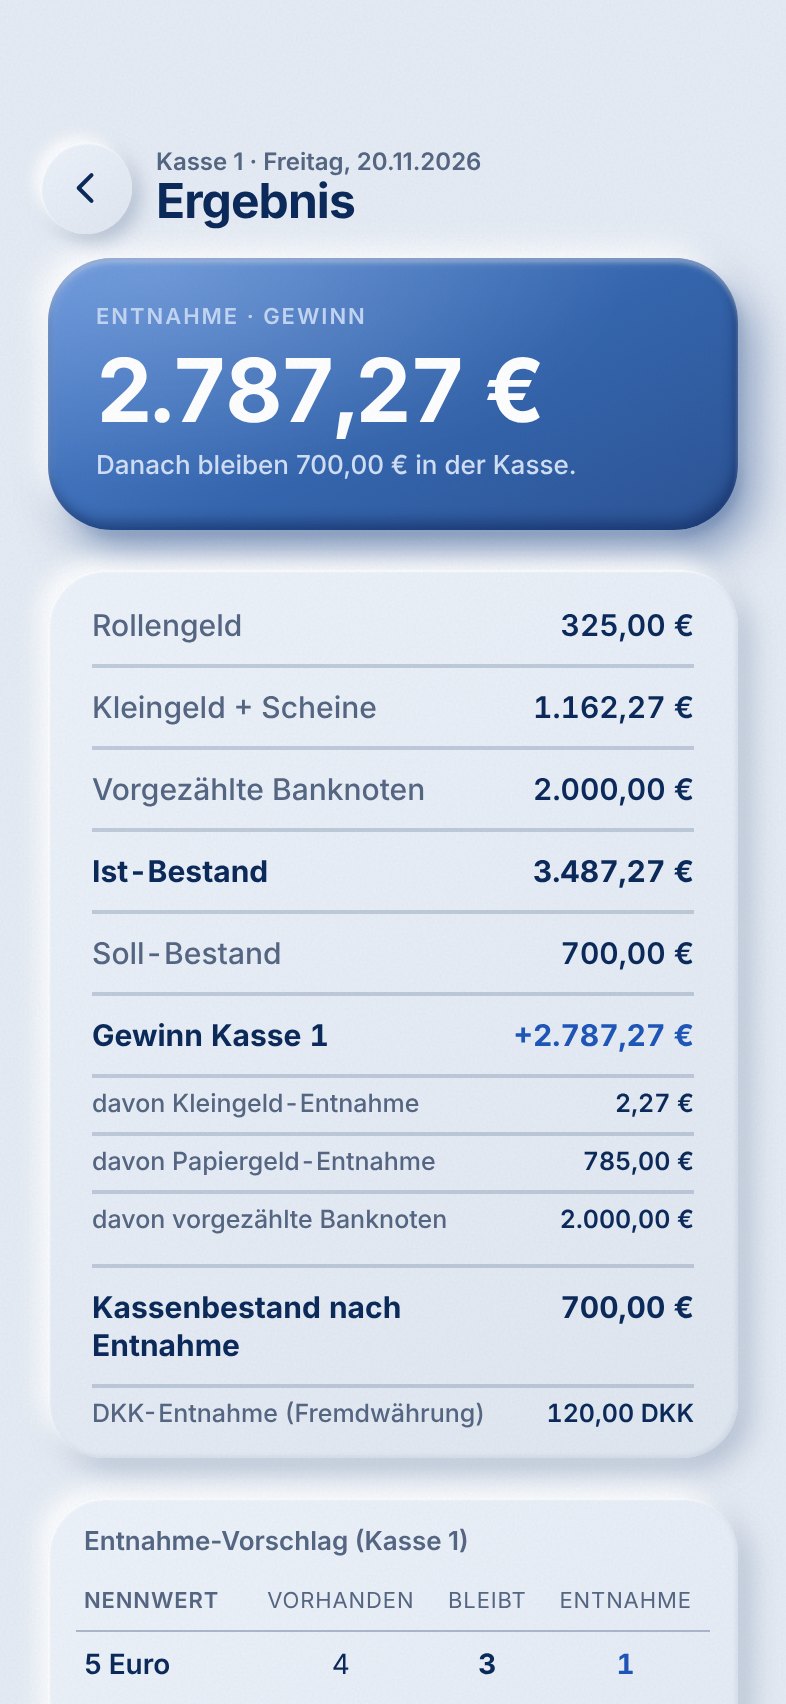 Kasse 1 · Freitag, 20.11.2026
Ergebnis
ENTNAHME · GEWINN
2.787,27 €
Danach bleiben 700,00 € in der Kasse.
Rollengeld 325,00 €
Kleingeld + Scheine 1.162,27 €
Vorgezählte Banknoten 2.000,00 €
Ist-Bestand 3.487,27 €
Soll-Bestand 700,00 €
Gewinn Kasse 1 +2.787,27 €
davon Kleingeld-Entnahme 2,27 €
davon Papiergeld-Entnahme 785,00 €
davon vorgezählte Banknoten 2.000,00 €
Kassenbestand nach 700,00 €
Entnahme
DKK-Entnahme (Fremdwährung) 120,00 DKK
Entnahme-Vorschlag (Kasse 1)
NENNWERT VORHANDEN BLEIBT ENTNAHME
5 Euro 4 3 1